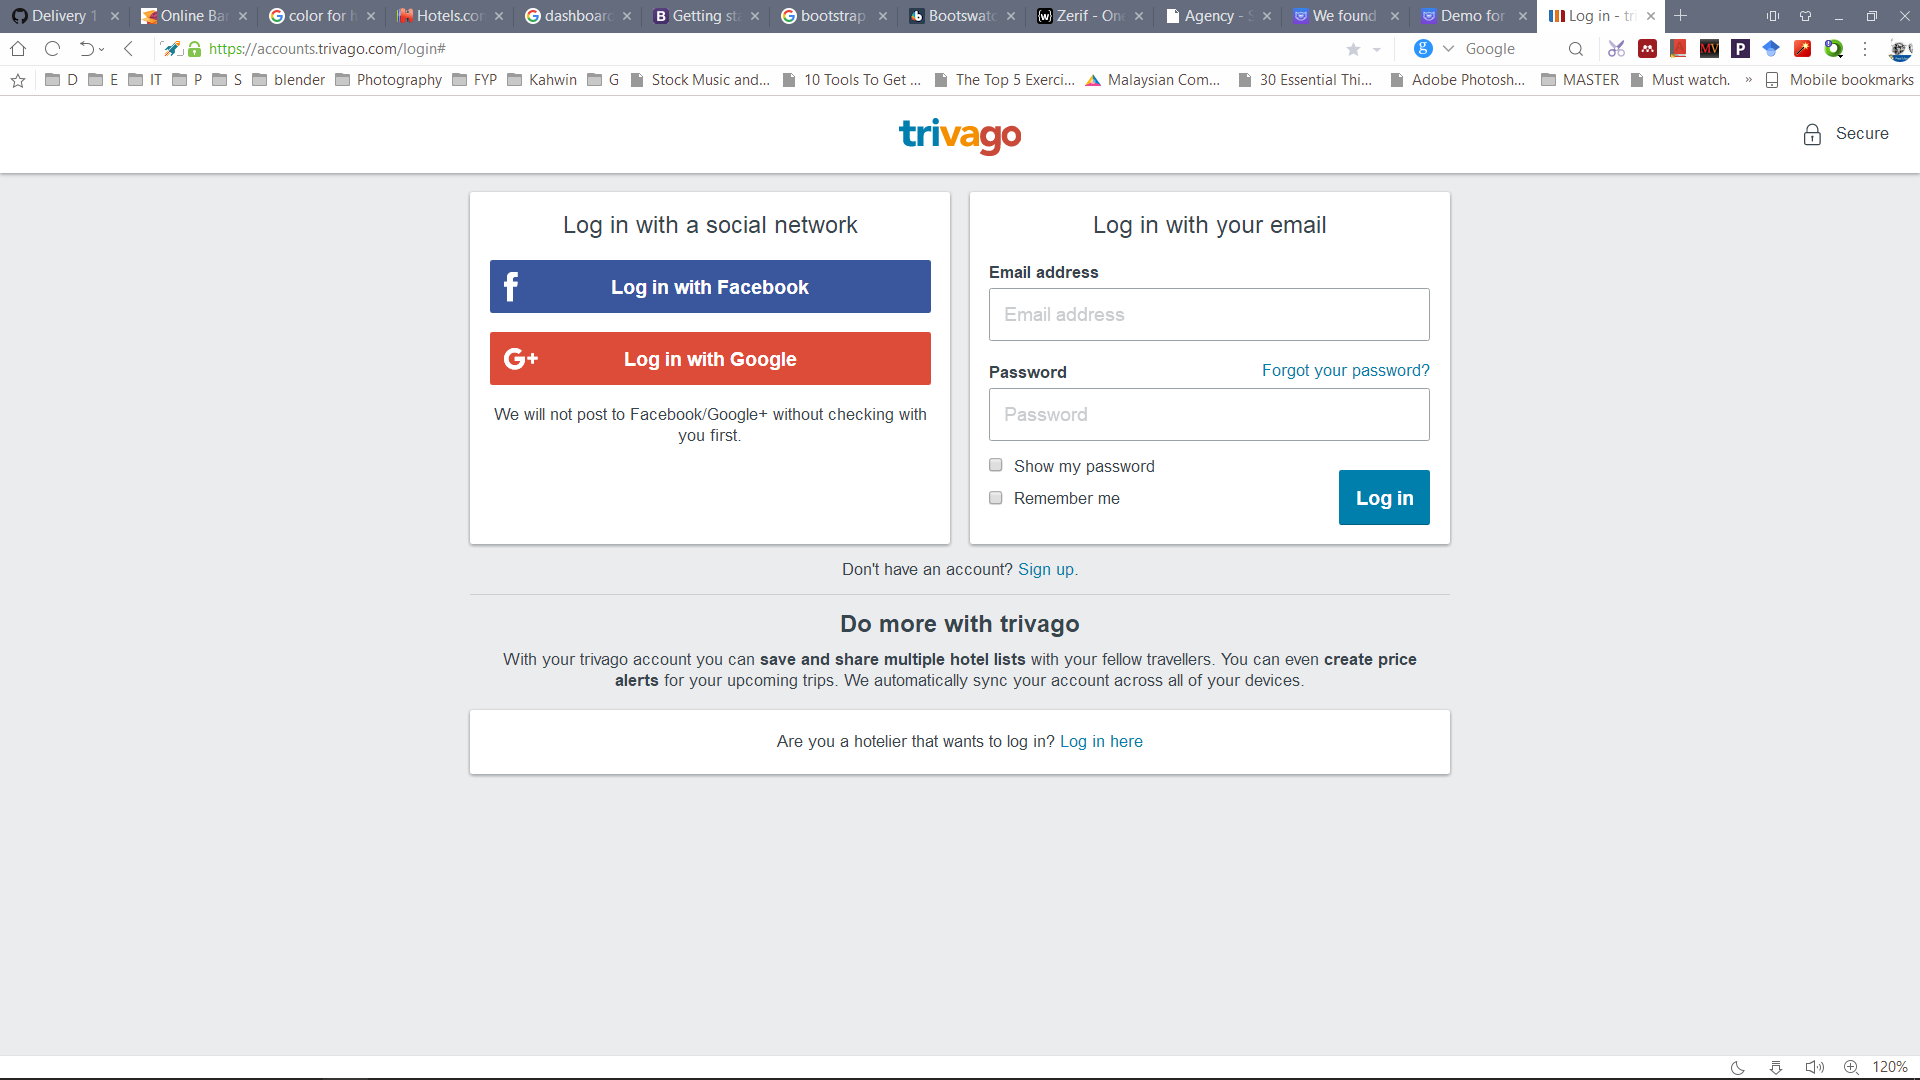 Delivery 1
Online Bar
color for h
Hotels.com
dashboard
Getting sta
bootstrap
Bootswatc
Zerif - One
Agency - S
We found
Demo for
Log in - tri
https://accounts.trivago.com/login#
Google
D E IT P S blender Photography FYP Kahwin G Stock Music and... 10 Tools To Get ... The Top 5 Exerci... Malaysian Com... 30 Essential Thi... Adobe Photosh... MASTER Must watch. » Mobile bookmarks
trivago
Secure
Log in with a social network
Log in with Facebook
G+ Log in with Google
We will not post to Facebook/Google+ without checking with
you first.
Log in with your email
Email address
Email address
Password Forgot your password?
Password
Show my password
Remember me
Log in
Don't have an account? Sign up.
Do more with trivago
With your trivago account you can save and share multiple hotel lists with your fellow travellers. You can even create price
alerts for your upcoming trips. We automatically sync your account across all of your devices.
Are you a hotelier that wants to log in? Log in here
120%